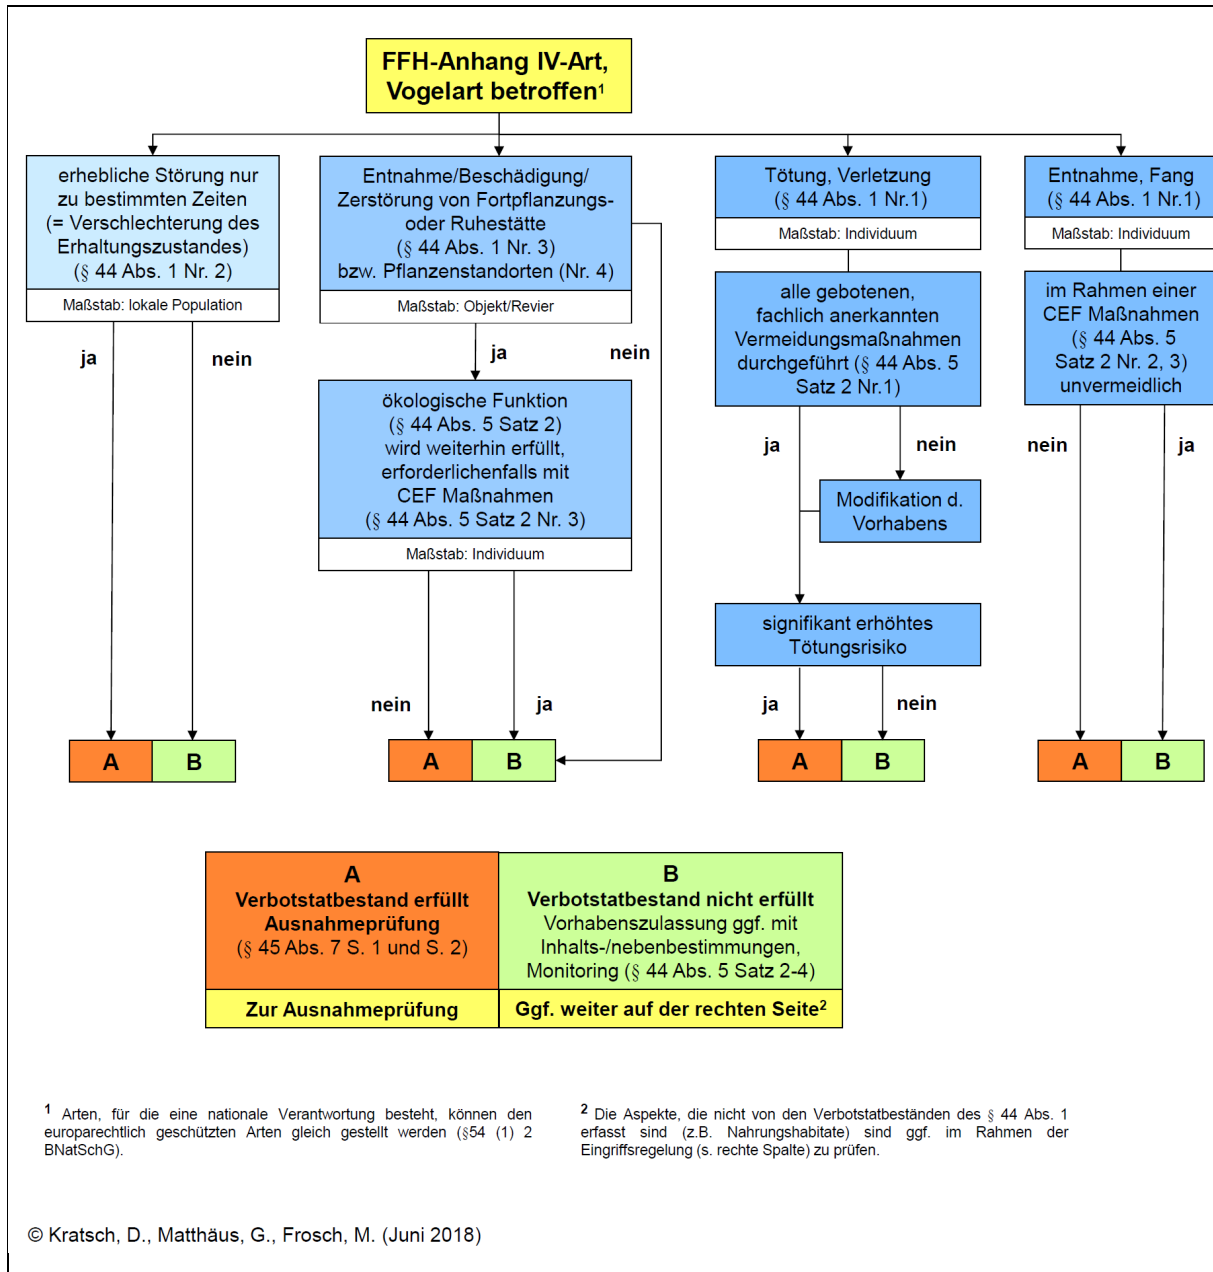 FFH-Anhang IV-Art,
Vogelart betroffen¹
erhebliche Störung nur
zu bestimmten Zeiten
(= Verschlechterung des
Erhaltungszustandes)
(§ 44 Abs. 1 Nr. 2)
Maßstab: lokale Population
ja
nein
Entnahme/Beschädigung/
Zerstörung von Fortpflanzungs-
oder Ruhestätte
(§ 44 Abs. 1 Nr. 3)
bzw. Pflanzenstandorten (Nr. 4)
Maßstab: Objekt/Revier
ja
nein
ökologische Funktion
(§ 44 Abs. 5 Satz 2)
wird weiterhin erfüllt,
erforderlichenfalls mit
CEF Maßnahmen
(§ 44 Abs. 5 Satz 2 Nr. 3)
Maßstab: Individuum
nein
ja
Tötung, Verletzung
(§ 44 Abs. 1 Nr.1)
Maßstab: Individuum
alle gebotenen,
fachlich anerkannten
Vermeidungsmaßnahmen
durchgeführt (§ 44 Abs. 5
Satz 2 Nr.1)
ja
nein
Modifikation d.
Vorhabens
signifikant erhöhtes
Tötungsrisiko
ja
nein
Entnahme, Fang
(§ 44 Abs. 1 Nr.1)
Maßstab: Individuum
im Rahmen einer
CEF Maßnahmen
(§ 44 Abs. 5
Satz 2 Nr. 2, 3)
unvermeidlich
nein
ja
A
B
A
B
A
B
A
B
A
Verbotstatbestand erfüllt
Ausnahmeprüfung
(§ 45 Abs. 7 S. 1 und S. 2)
Zur Ausnahmeprüfung
B
Verbotstatbestand nicht erfüllt
Vorhabenszulassung ggf. mit
Inhalts-/nebenbestimmungen,
Monitoring (§ 44 Abs. 5 Satz 2-4)
Ggf. weiter auf der rechten Seite²
¹ Arten, für die eine nationale Verantwortung besteht, können den
europarechtlich geschützten Arten gleich gestellt werden (§54 (1) 2
BNatSchG).
² Die Aspekte, die nicht von den Verbotstatbeständen des § 44 Abs. 1
erfasst sind (z.B. Nahrungshabitate) sind ggf. im Rahmen der
Eingriffsregelung (s. rechte Spalte) zu prüfen.
© Kratsch, D., Matthäus, G., Frosch, M. (Juni 2018)